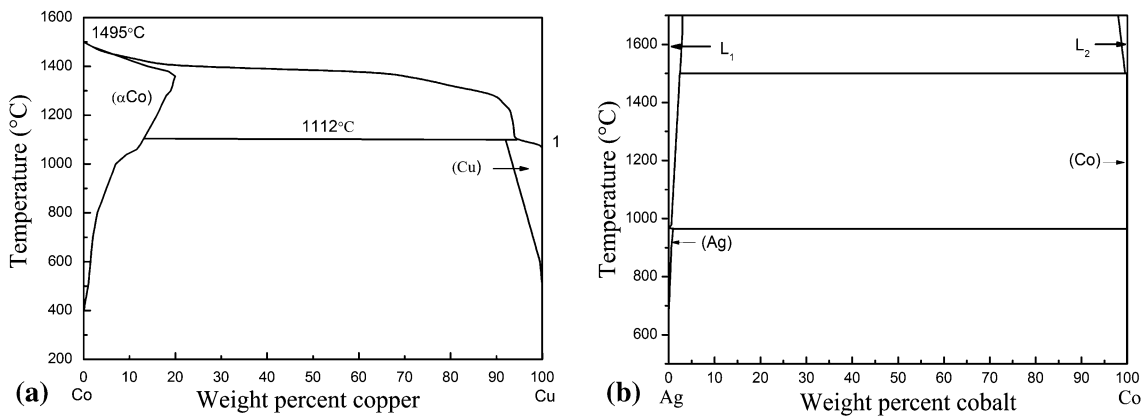 1600
1495°C
1400
(αCo)
1200
1112°C
1
1000
(Cu)
800
600
400
200
Temperature (°C)
0 10 20 30 40 50 60 70 80 90 100
(a) Co Weight percent copper Cu
1600
L1
L2
1400
1200
(Co)
1000
(Ag)
800
600
Temperature (°C)
0 10 20 30 40 50 60 70 80 90 100
(b) Ag Weight percent cobalt Co